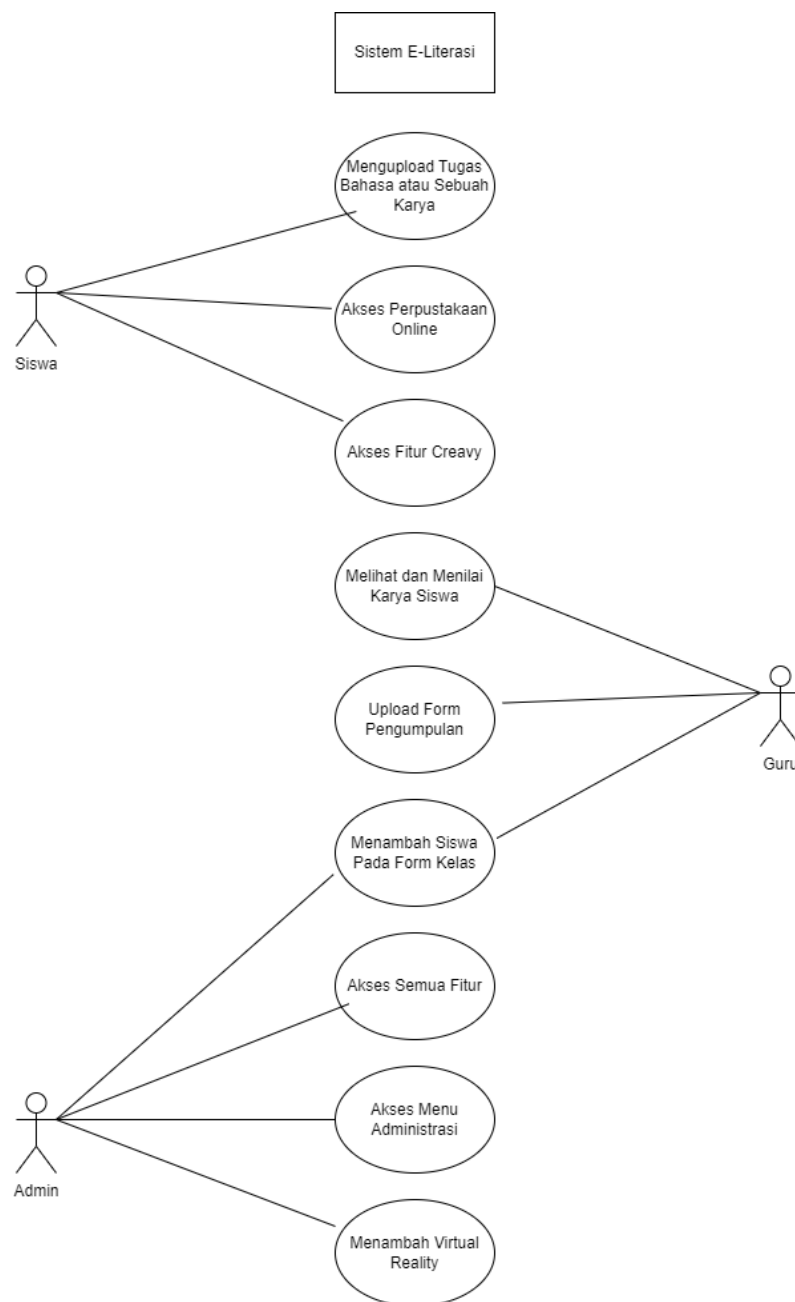 Sistem E-Literasi
Mengupload Tugas
Bahasa atau Sebuah
Karya
Akses Perpustakaan
Online
Siswa
Akses Fitur Creavy
Melihat dan Menilai
Karya Siswa
Upload Form
Pengumpulan
Guru
Menambah Siswa
Pada Form Kelas
Akses Semua Fitur
Akses Menu
Administrasi
Admin
Menambah Virtual
Reality